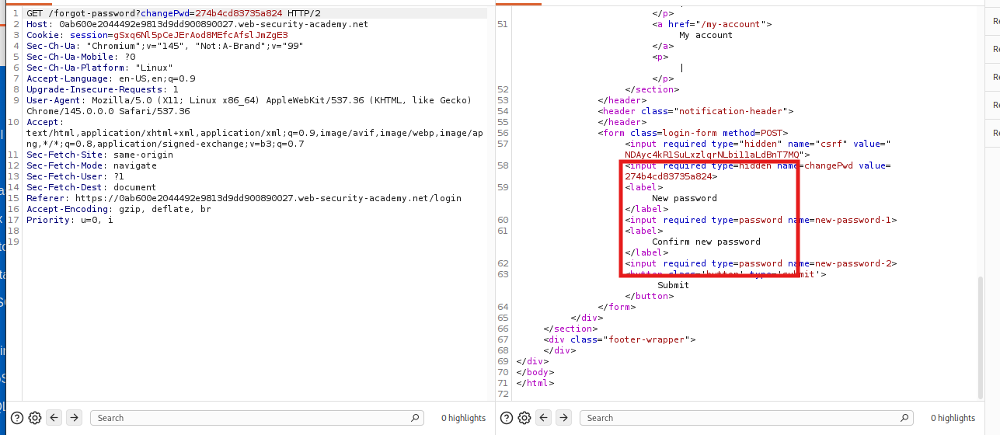 1 GET /forgot-password?changePwd=274b4cd83735a824 HTTP/2
2 Host: 0ab600e2044492e9813d9dd900890027.web-security-academy.net
3 Cookie: session=gSxq6Nl5pCeJErAod8MEfcAfslJmZgE3
4 Sec-Ch-Ua: "Chromium";v="145", "Not:A-Brand";v="99"
5 Sec-Ch-Ua-Mobile: ?0
6 Sec-Ch-Ua-Platform: "Linux"
7 Accept-Language: en-US,en;q=0.9
8 Upgrade-Insecure-Requests: 1
9 User-Agent: Mozilla/5.0 (X11; Linux x86_64) AppleWebKit/537.36 (KHTML, like Gecko)
Chrome/145.0.0.0 Safari/537.36
10 Accept:
text/html,application/xhtml+xml,application/xml;q=0.9,image/avif,image/webp,image/ap
ng,*/*;q=0.8,application/signed-exchange;v=b3;q=0.7
11 Sec-Fetch-Site: same-origin
12 Sec-Fetch-Mode: navigate
13 Sec-Fetch-User: ?1
14 Sec-Fetch-Dest: document
15 Referer: https://0ab600e2044492e9813d9dd900890027.web-security-academy.net/login
16 Accept-Encoding: gzip, deflate, br
17 Priority: u=0, i
18
19
Search
0 highlights
</p>
51 <a href="/my-account">
My account
</a>
<p>
|
</p>
52 </section>
53 </header>
54 <header class="notification-header">
55 </header>
56 <form class=login-form method=POST>
57 <input required type="hidden" name="csrf" value="
NDAyc4kR1SuLxzlqrNLbi11aLdBnT7MQ">
58 <input required type=hidden name=changePwd value=
274b4cd83735a824>
59 <label>
New password
</label>
60 <input required type=password name=new-password-1>
61 <label>
Confirm new password
</label>
62 <input required type=password name=new-password-2>
63 <button class='button' type='submit'>
Submit
</button>
64 </form>
65 </div>
66 </section>
67 <div class="footer-wrapper">
68 </div>
69 </div>
70 </body>
71 </html>
72
Search
0 highlights